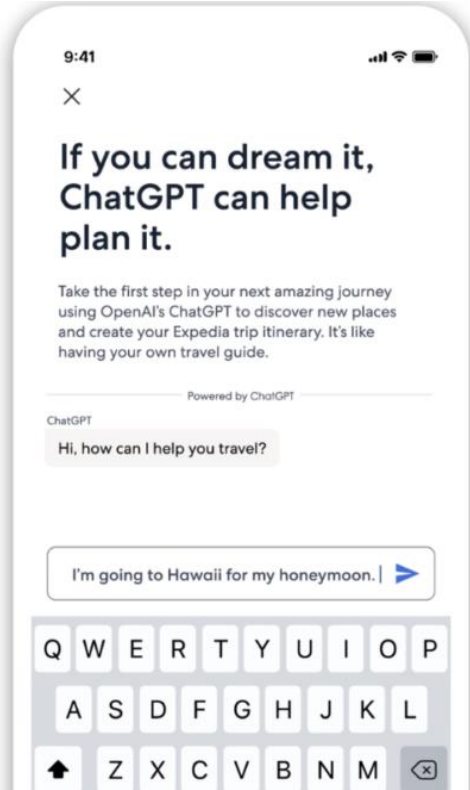 9:41
If you can dream it,
ChatGPT can help
plan it.
Take the first step in your next amazing journey
using OpenAI's ChatGPT to discover new places
and create your Expedia trip itinerary. It's like
having your own travel guide.
Powered by ChatGPT
ChatGPT
Hi, how can I help you travel?
I'm going to Hawaii for my honeymoon.
Q W E R T Y U I O P
A S D F G H J K L
Z X C V B N M